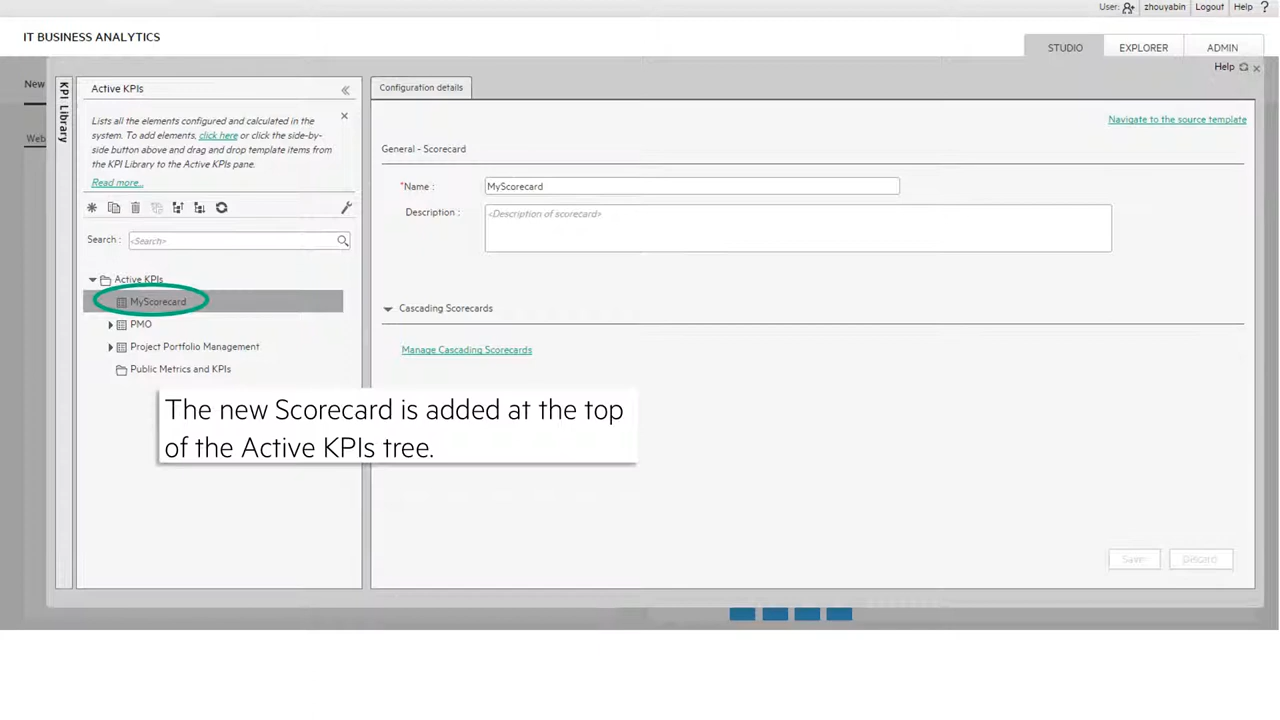 User: zhouyabin Logout Help ?
IT BUSINESS ANALYTICS
STUDIO EXPLORER ADMIN
Help
New
Web
KPI Library
Active KPIs
Lists all the elements configured and calculated in the
system. To add elements, click here or click the side-by-
side button above and drag and drop template items from
the KPI Library to the Active KPIs pane.
Read more...
Search : <Search>
Active KPIs
MyScorecard
PMO
Project Portfolio Management
Public Metrics and KPIs
Configuration details
Navigate to the source template
General - Scorecard
*Name : MyScorecard
Description : <Description of scorecard>
Cascading Scorecards
Manage Cascading Scorecards
The new Scorecard is added at the top
of the Active KPIs tree.
Save Discard